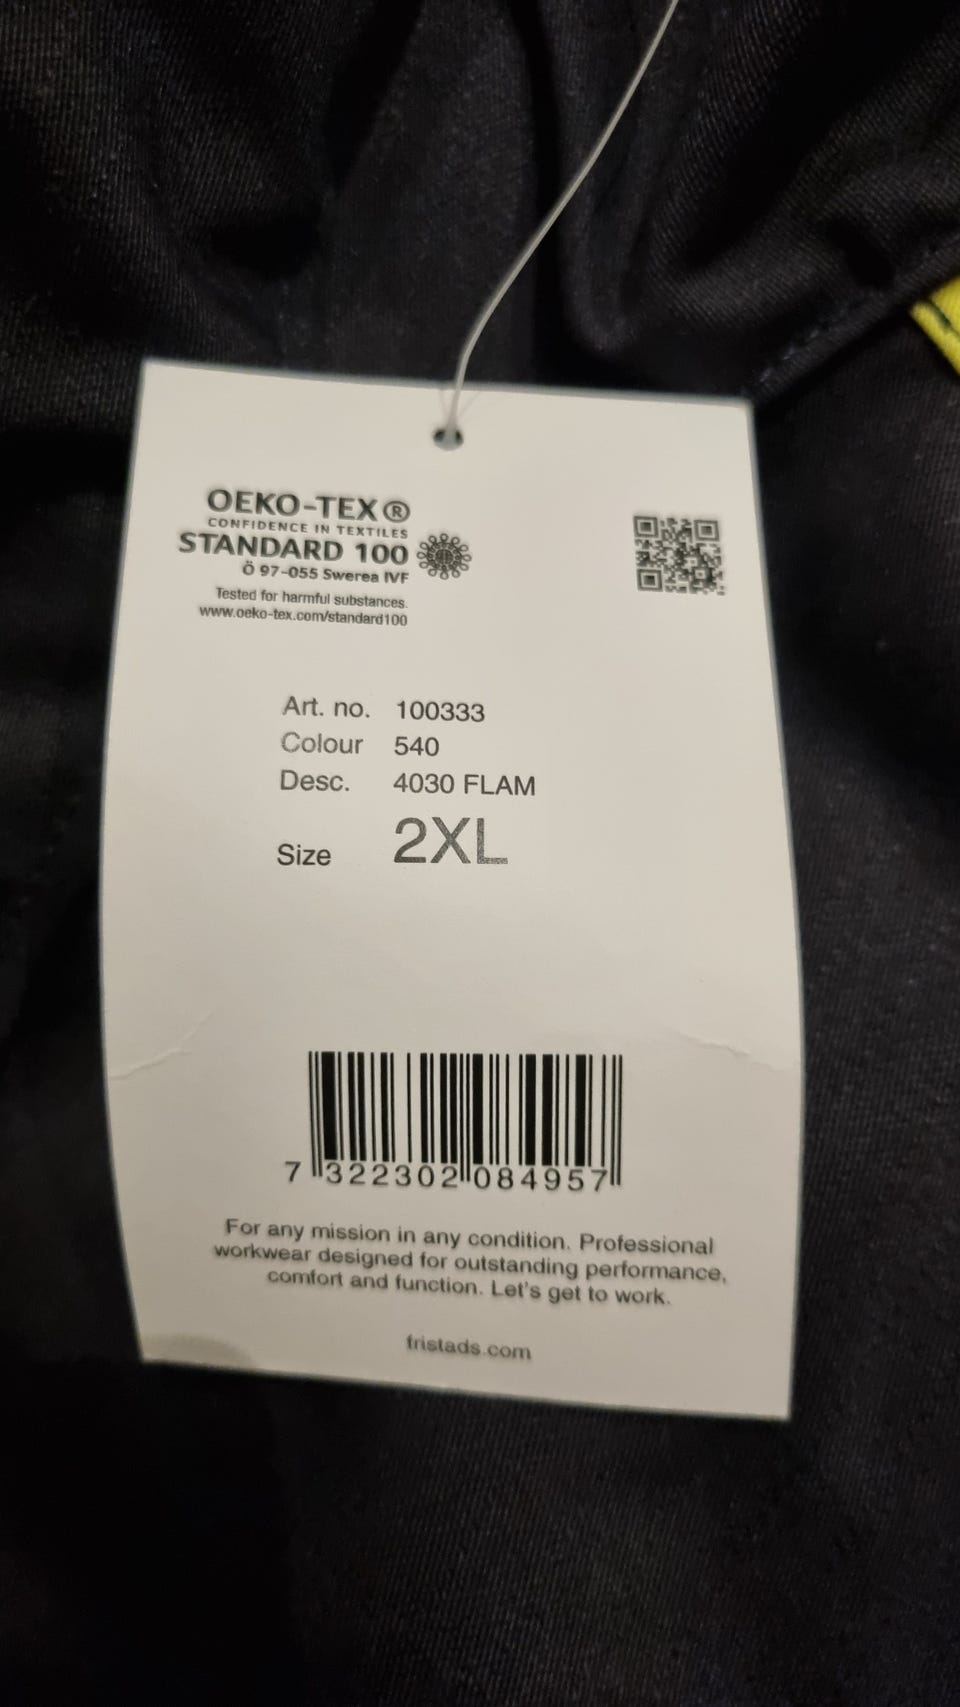 OEKO-TEX®
CONFIDENCE IN TEXTILES
STANDARD 100
Ö 97-055 Swerea IVF
Tested for harmful substances.
www.oeko-tex.com/standard100
Art. no. 100333
Colour 540
Desc. 4030 FLAM
Size 2XL
7 322302 084957
For any mission in any condition. Professional
workwear designed for outstanding performance,
comfort and function. Let's get to work.
fristads.com